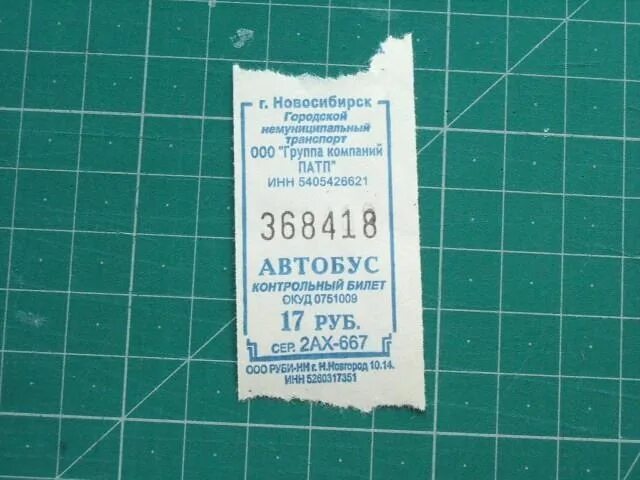 г. Новосибирск
Городской
немуниципальный
транспорт
ООО "Группа компаний
ПАТП"
ИНН 5405426621
368418
АВТОБУС
КОНТРОЛЬНЫЙ БИЛЕТ
ОКУД 0751009
17 РУБ.
СЕР. 2АХ-667
ООО РУБИ-НН г. Н.Новгород 10.14.
ИНН 5260317351